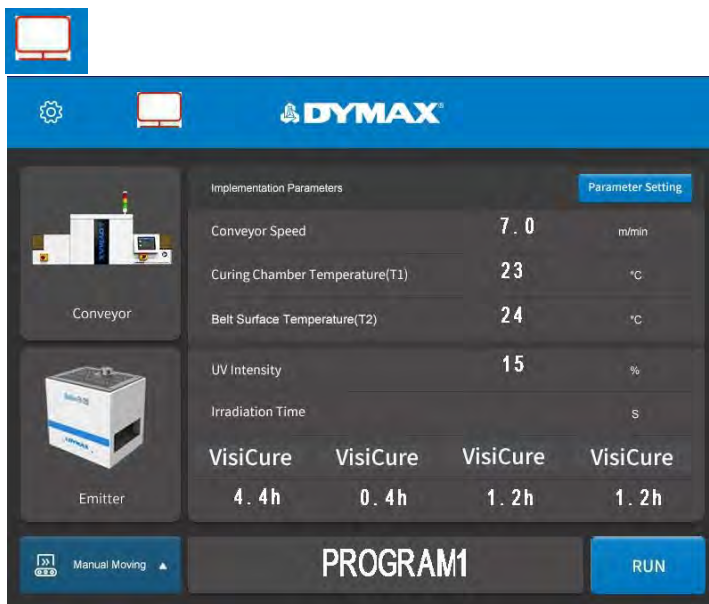 DYMAX
Implementation Parameters
Parameter Setting
Conveyor Speed 7.0 m/min
Curing Chamber Temperature(T1) 23 °C
Belt Surface Temperature(T2) 24 °C
UV Intensity 15 %
Irradiation Time S
VisiCure VisiCure VisiCure VisiCure
4.4h 0.4h 1.2h 1.2h
DYMAX
Conveyor
DYMAX
Emitter
Manual Moving
PROGRAM1
RUN